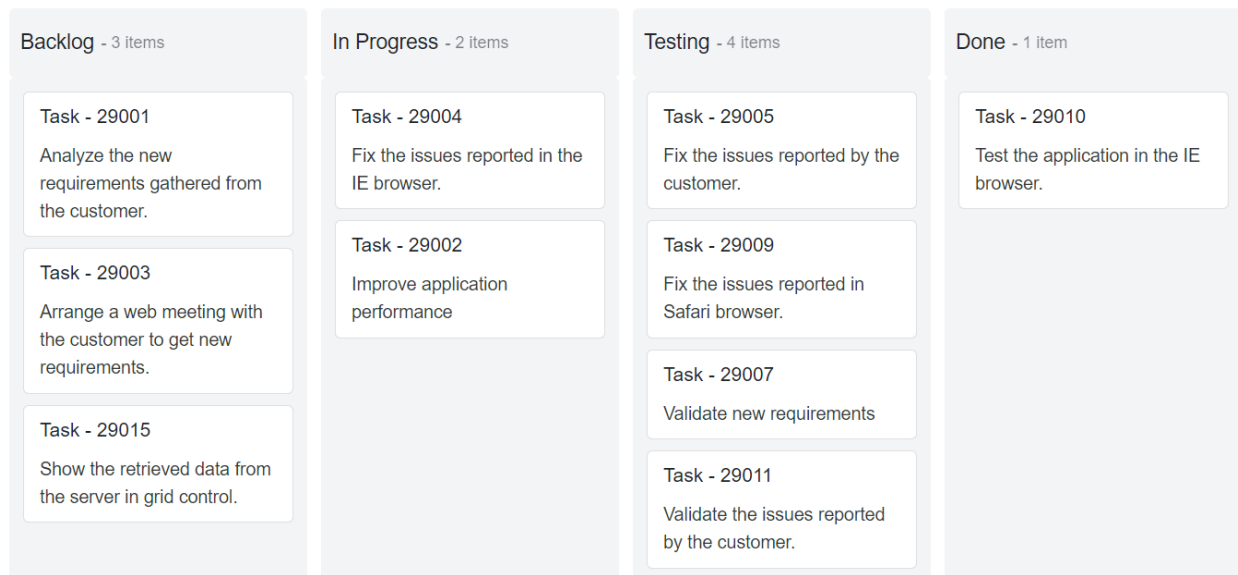 Backlog - 3 items
Task - 29001
Analyze the new
requirements gathered from
the customer.
Task - 29003
Arrange a web meeting with
the customer to get new
requirements.
Task - 29015
Show the retrieved data from
the server in grid control.
In Progress - 2 items
Task - 29004
Fix the issues reported in the
IE browser.
Task - 29002
Improve application
performance
Testing - 4 items
Task - 29005
Fix the issues reported by the
customer.
Task - 29009
Fix the issues reported in
Safari browser.
Task - 29007
Validate new requirements
Task - 29011
Validate the issues reported
by the customer.
Done - 1 item
Task - 29010
Test the application in the IE
browser.